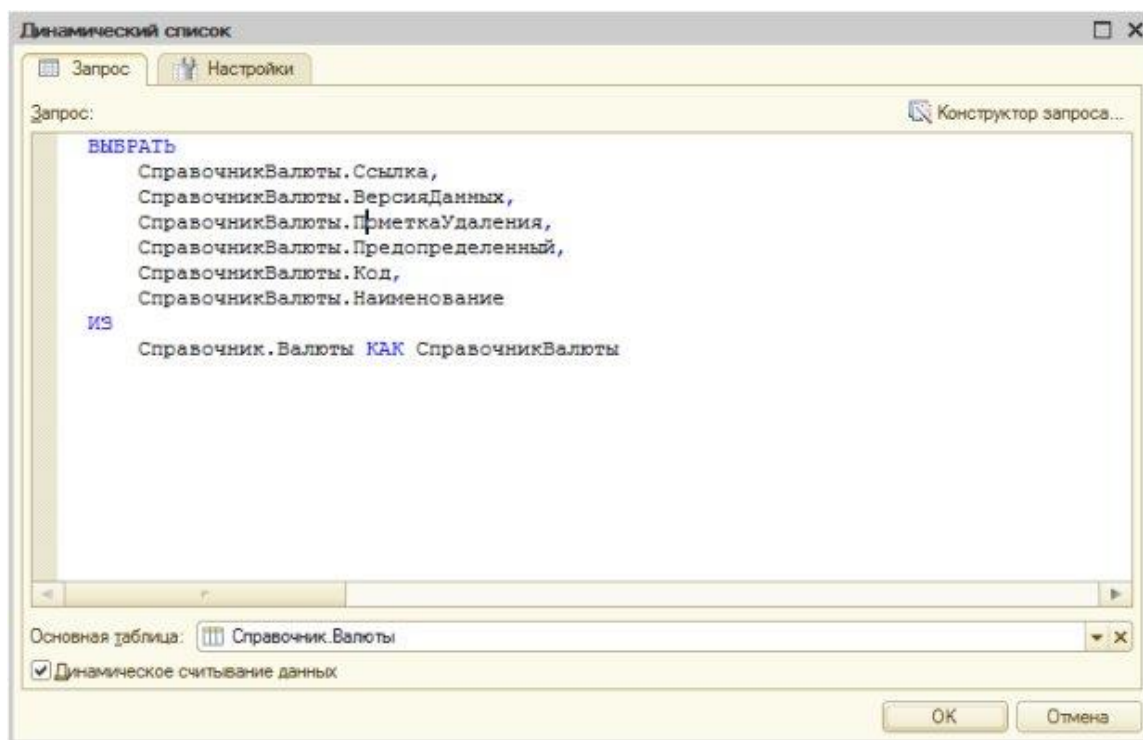 Динамический список
Запрос
Настройки
Запрос:
Конструктор запроса...
ВЫБРАТЬ
СправочникВалюты.Ссылка,
СправочникВалюты.ВерсияДанных,
СправочникВалюты.ПометкаУдаления,
СправочникВалюты.Предопределенный,
СправочникВалюты.Код,
СправочникВалюты.Наименование
ИЗ
Справочник.Валюты КАК СправочникВалюты
Основная таблица: Справочник.Валюты
Динамическое считывание данных
OK
Отмена